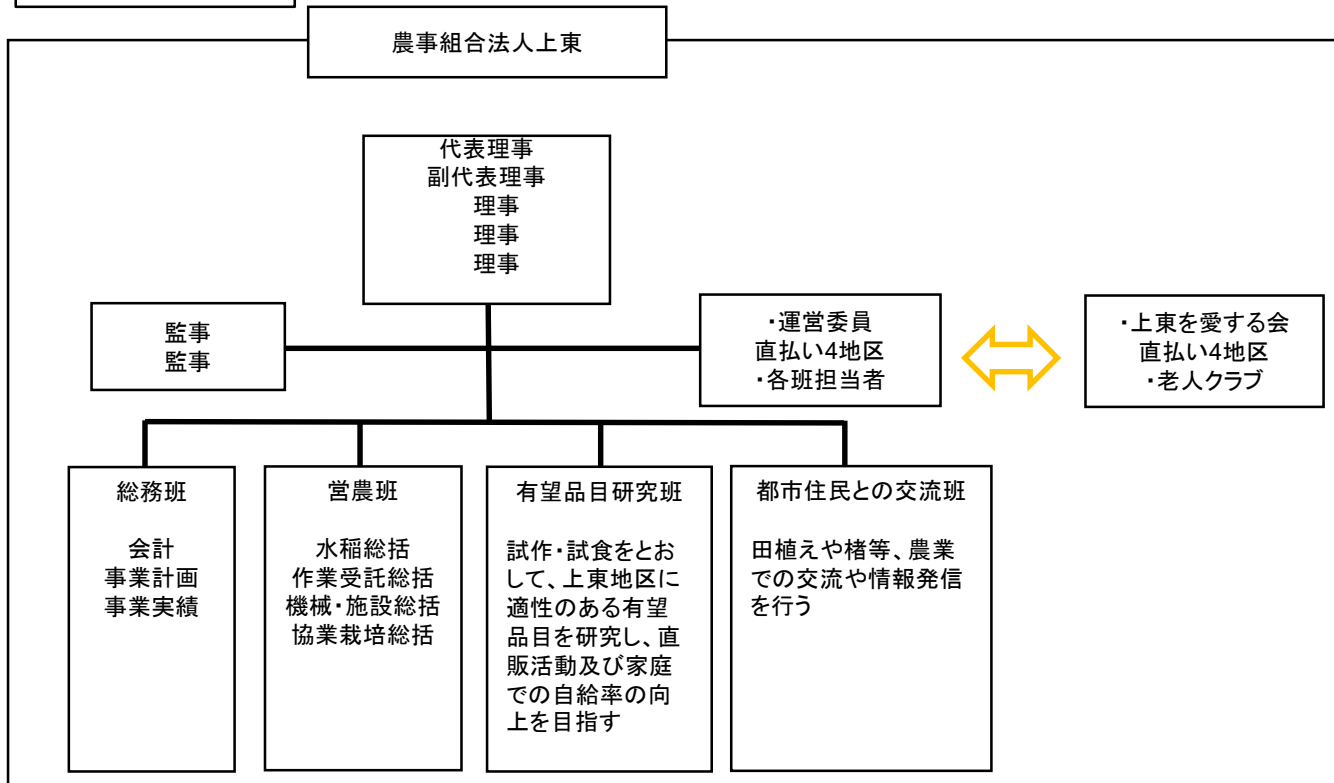 農事組合法人上東
代表理事
副代表理事
理事
理事
理事
監事
監事
・運営委員
直払い4地区
・各班担当者
・上東を愛する会
直払い4地区
・老人クラブ
総務班
会計
事業計画
事業実績
営農班
水稲総括
作業受託総括
機械・施設総括
協業栽培総括
有望品目研究班
試作・試食をとお
して、上東地区に
適性のある有望
品目を研究し、直
販活動及び家庭
での自給率の向
上を目指す
都市住民との交流班
田植えや楮等、農業
での交流や情報発信
を行う